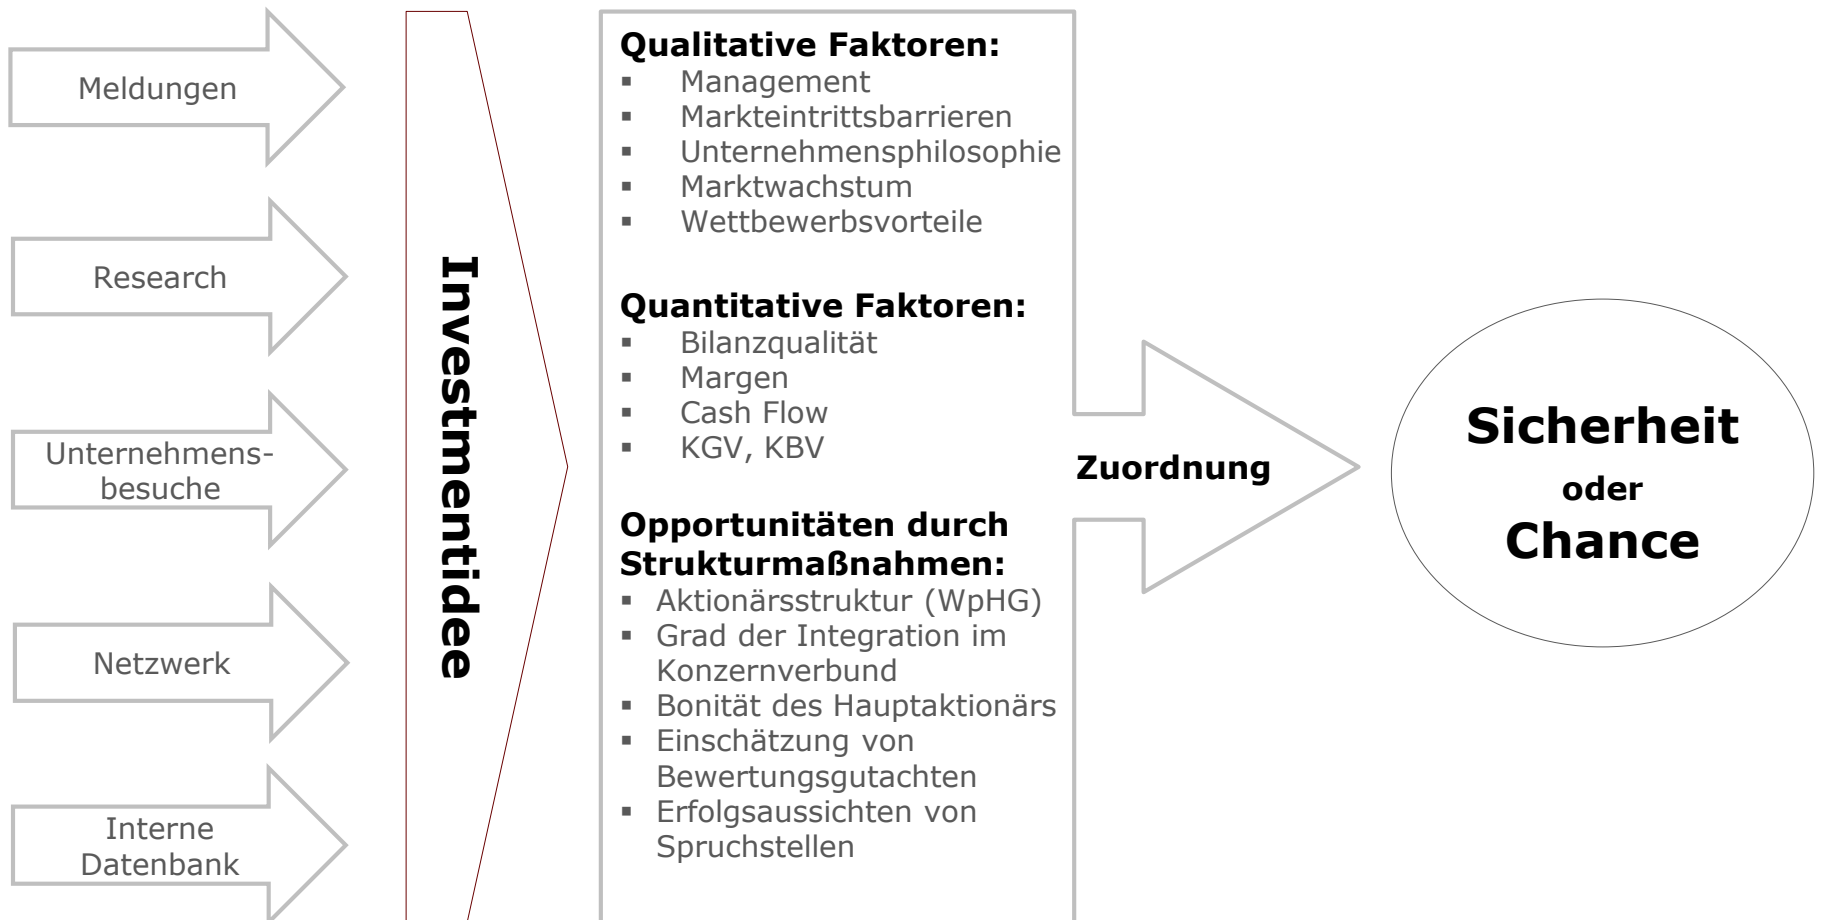 Meldungen
Research
Unternehmens-
besuche
Netzwerk
Interne
Datenbank
Investmentidee
Qualitative Faktoren:
▪ Management
▪ Markteintrittsbarrieren
▪ Unternehmensphilosophie
▪ Marktwachstum
▪ Wettbewerbsvorteile
Quantitative Faktoren:
▪ Bilanzqualität
▪ Margen
▪ Cash Flow
▪ KGV, KBV
Opportunitäten durch
Strukturmaßnahmen:
▪ Aktionärsstruktur (WpHG)
▪ Grad der Integration im
Konzernverbund
▪ Bonität des Hauptaktionärs
▪ Einschätzung von
Bewertungsgutachten
▪ Erfolgsaussichten von
Spruchstellen
Zuordnung
Sicherheit
oder
Chance